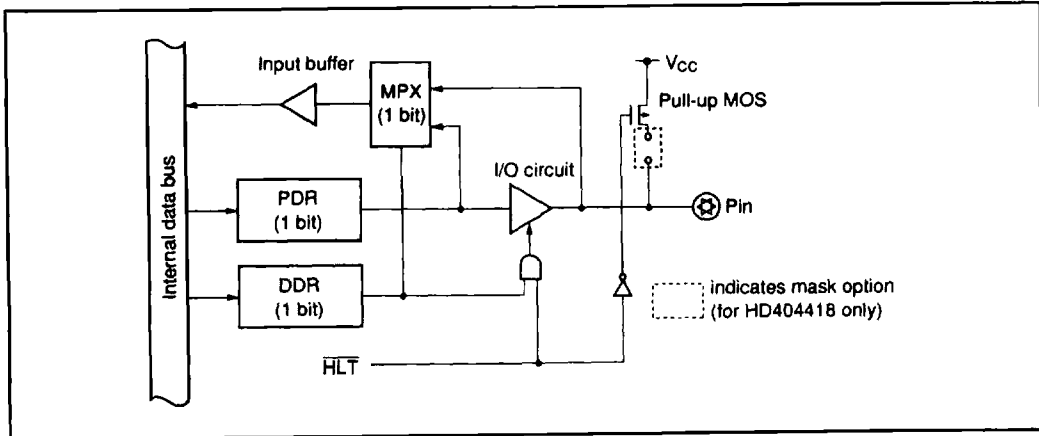 Input buffer
MPX
(1 bit)
VCC
Pull-up MOS
I/O circuit
Internal data bus
PDR
(1 bit)
Pin
DDR
(1 bit)
indicates mask option
(for HD404418 only)
HLT